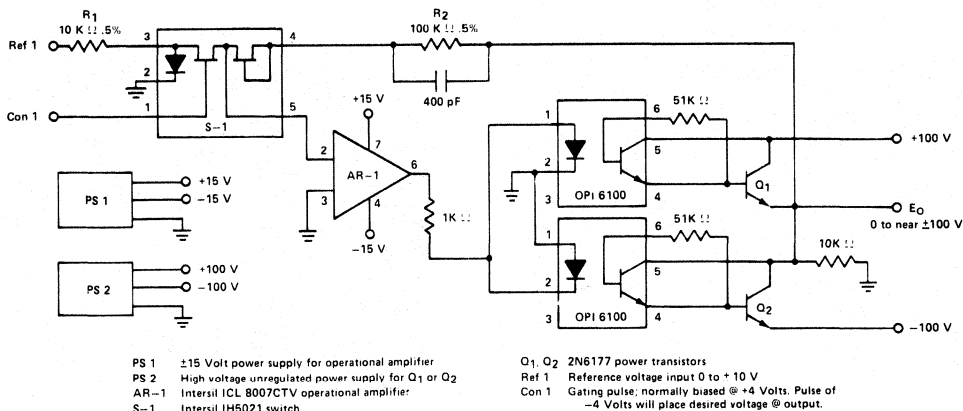 R1
10 K Ω .5%
Ref 1
3
4
2
1
5
Con 1
S–1
R2
100 K Ω .5%
400 pF
+15 V
7
2
6
AR–1
3
4
–15 V
1K Ω
1
2
3
6
51K Ω
5
4
OPI 6100
Q1
+100 V
EO
0 to near ±100 V
1
2
3
6
51K Ω
5
4
OPI 6100
Q2
10K Ω
–100 V
PS 1
+15 V
–15 V
PS 2
+100 V
–100 V
PS 1 ±15 Volt power supply for operational amplifier
PS 2 High voltage unregulated power supply for Q1 or Q2
AR–1 Intersil ICL 8007CTV operational amplifier
S–1 Intersil IH5021 switch
Q1, Q2 2N6177 power transistors
Ref 1 Reference voltage input 0 to + 10 V
Con 1 Gating pulse; normally biased @ +4 Volts. Pulse of
–4 Volts will place desired voltage @ output.